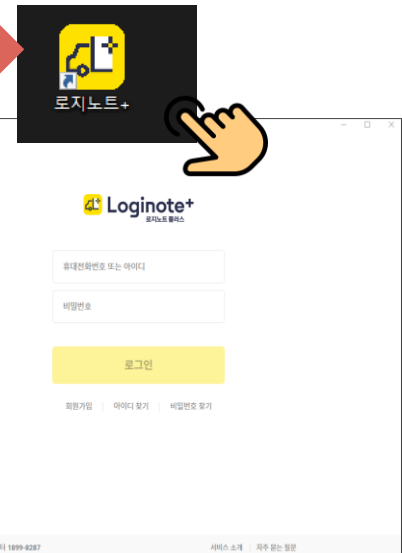 로지노트+
Loginote+
로지노트 플러스
휴대전화번호 또는 아이디
비밀번호
로그인
회원가입 | 아이디 찾기 | 비밀번호 찾기
터 1899-8287 서비스 소개 | 자주 묻는 질문